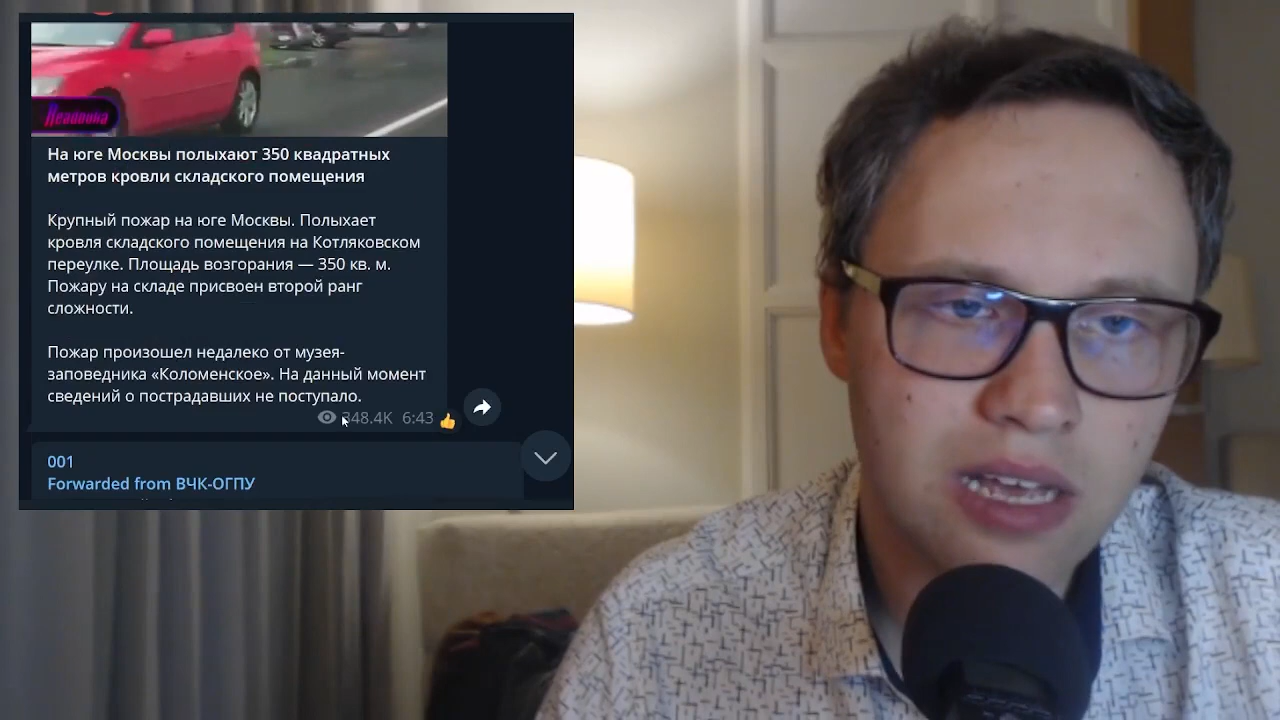 Readovka
На юге Москвы полыхают 350 квадратных
метров кровли складского помещения
Крупный пожар на юге Москвы. Полыхает
кровля складского помещения на Котляковском
переулке. Площадь возгорания — 350 кв. м.
Пожару на складе присвоен второй ранг
сложности.
Пожар произошел недалеко от музея-
заповедника «Коломенское». На данный момент
сведений о пострадавших не поступало.
348.4K 6:43
001
Forwarded from ВЧК-ОГПУ